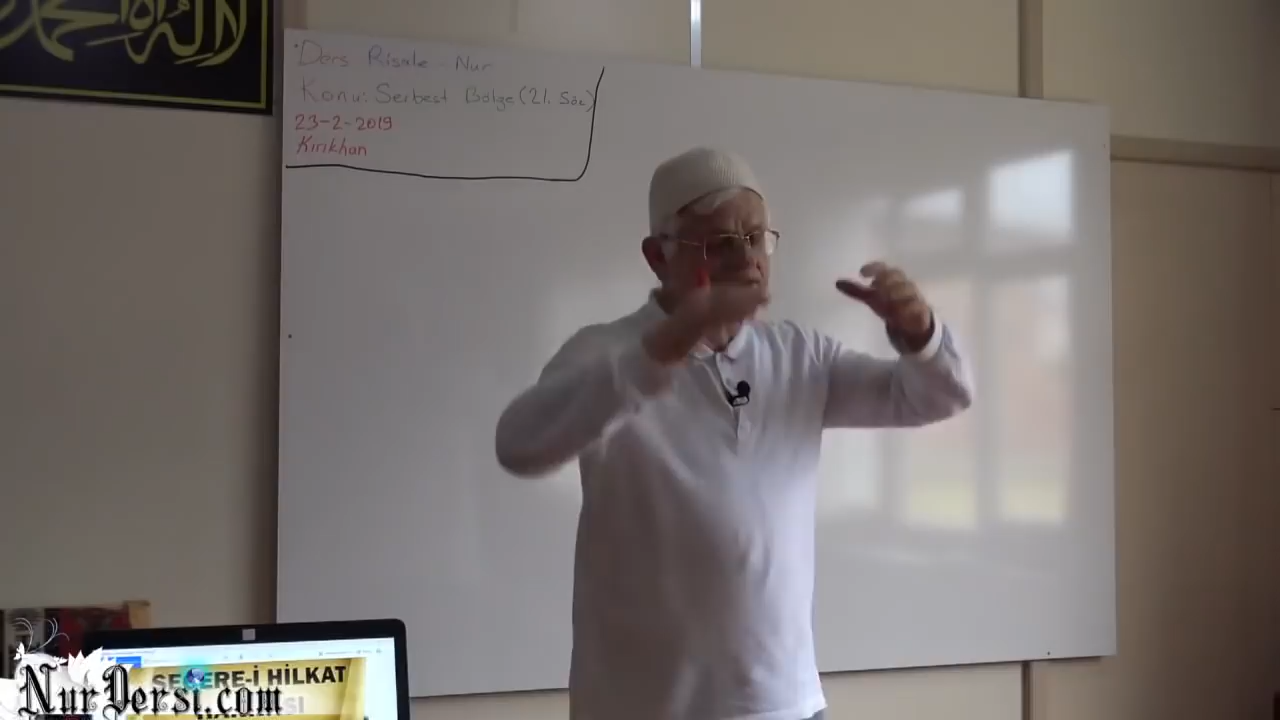 Ders Risale-Nur
Konu: Serbest Bölge (21. Söz)
23-2-2019
Kırıkhan
ŞECERE-İ HİLKAT
NurDersi.com